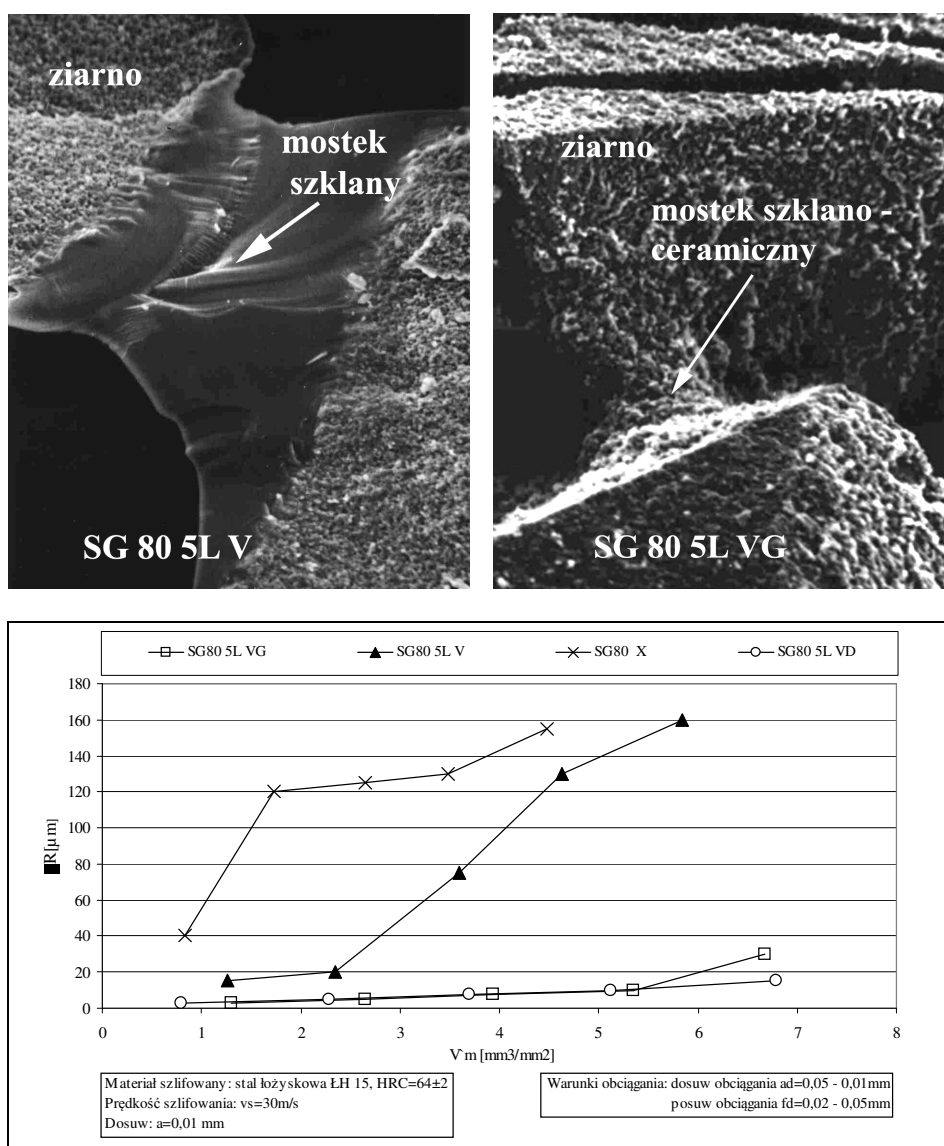 ziarno
mostek
szklany
SG 80 5L V
ziarno
mostek szklano -
ceramiczny
SG 80 5L VG
SG80 5L VG
SG80 5L V
SG80 X
SG80 5L VD
180
160
140
120
100
80
60
40
20
0
R[µm]
0 1 2 3 4 5 6 7 8
V`m [mm3/mm2]
Materiał szlifowany: stal łożyskowa ŁH 15, HRC=64±2
Prędkość szlifowania: vs=30m/s
Dosuw: a=0,01 mm
Warunki obciągania: dosuw obciągania ad=0,05 - 0,01mm
posuw obciągania fd=0,02 - 0,05mm